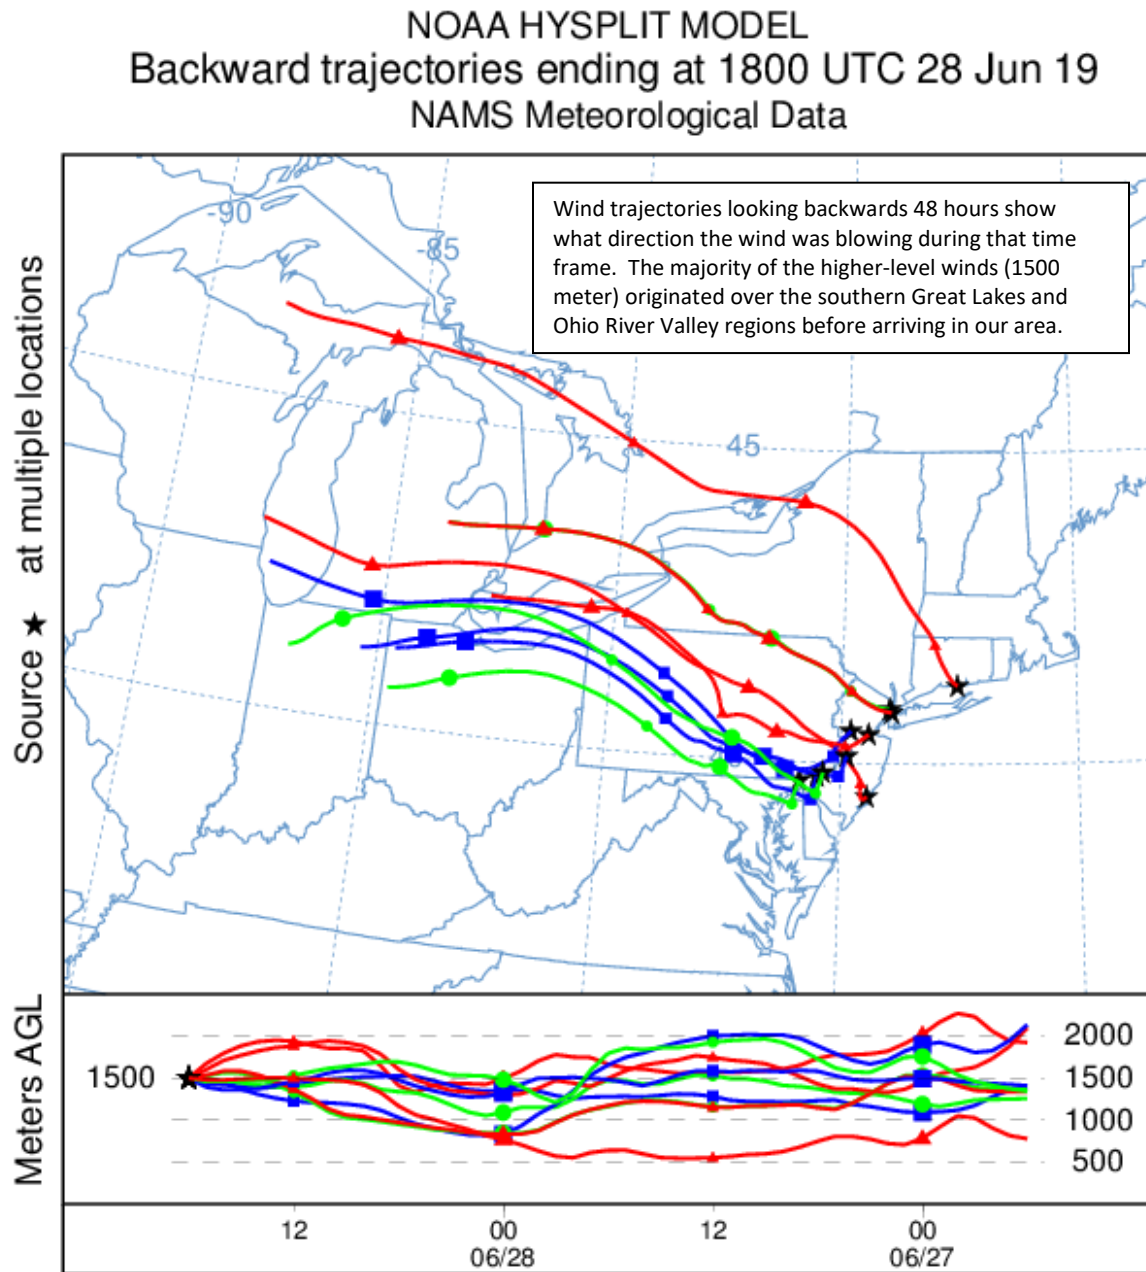 NOAA HYSPLIT MODEL
Backward trajectories ending at 1800 UTC 28 Jun 19
NAMS Meteorological Data
Wind trajectories looking backwards 48 hours show
what direction the wind was blowing during that time
frame. The majority of the higher-level winds (1500
meter) originated over the southern Great Lakes and
Ohio River Valley regions before arriving in our area.
-90
-85
45
Source ★ at multiple locations
Meters AGL
1500
2000
1500
1000
500
12 00 12 00
06/28 06/27